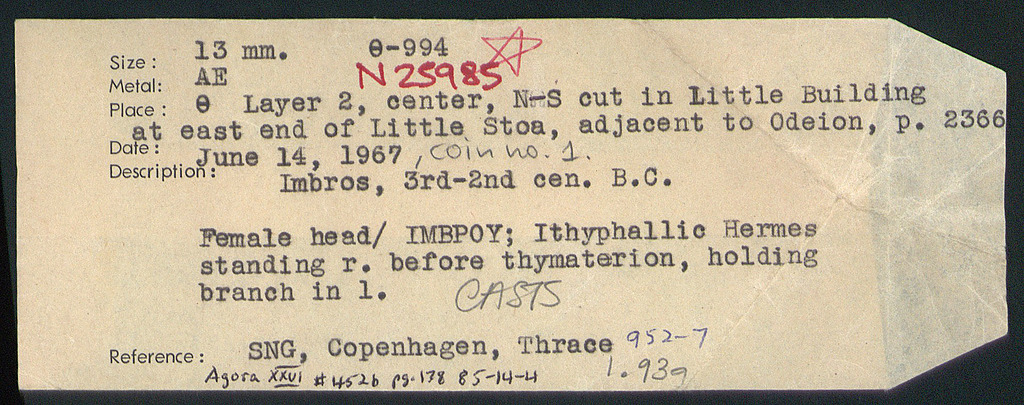 Size: 13 mm. θ-994
N25985
Metal: AE
Place: θ Layer 2, center, N-S cut in Little Building
at east end of Little Stoa, adjacent to Odeion, p. 2366
Date: June 14, 1967, coin no. 1.
Description: Imbros, 3rd-2nd cen. B.C.
Female head/ IMBPOY; Ithyphallic Hermes
standing r. before thymaterion, holding
branch in l. CASTS
Reference: SNG, Copenhagen, Thrace 952-7
Agora XXVI #452b pg. 178 85-14-4 1.93g